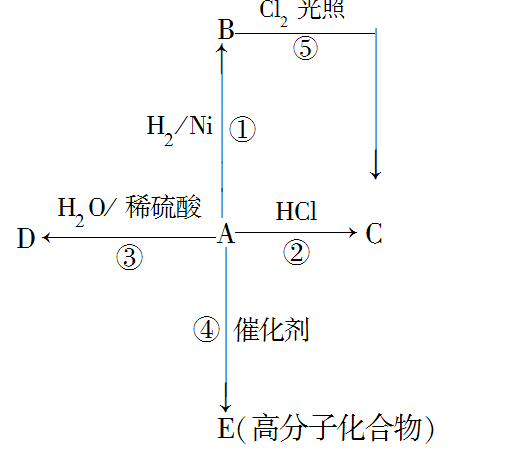 Cl₂ 光照
B
⑤
H₂/Ni ①
H₂O/ 稀硫酸
HCl
D
A
C
③
②
④ 催化剂
E(高分子化合物)